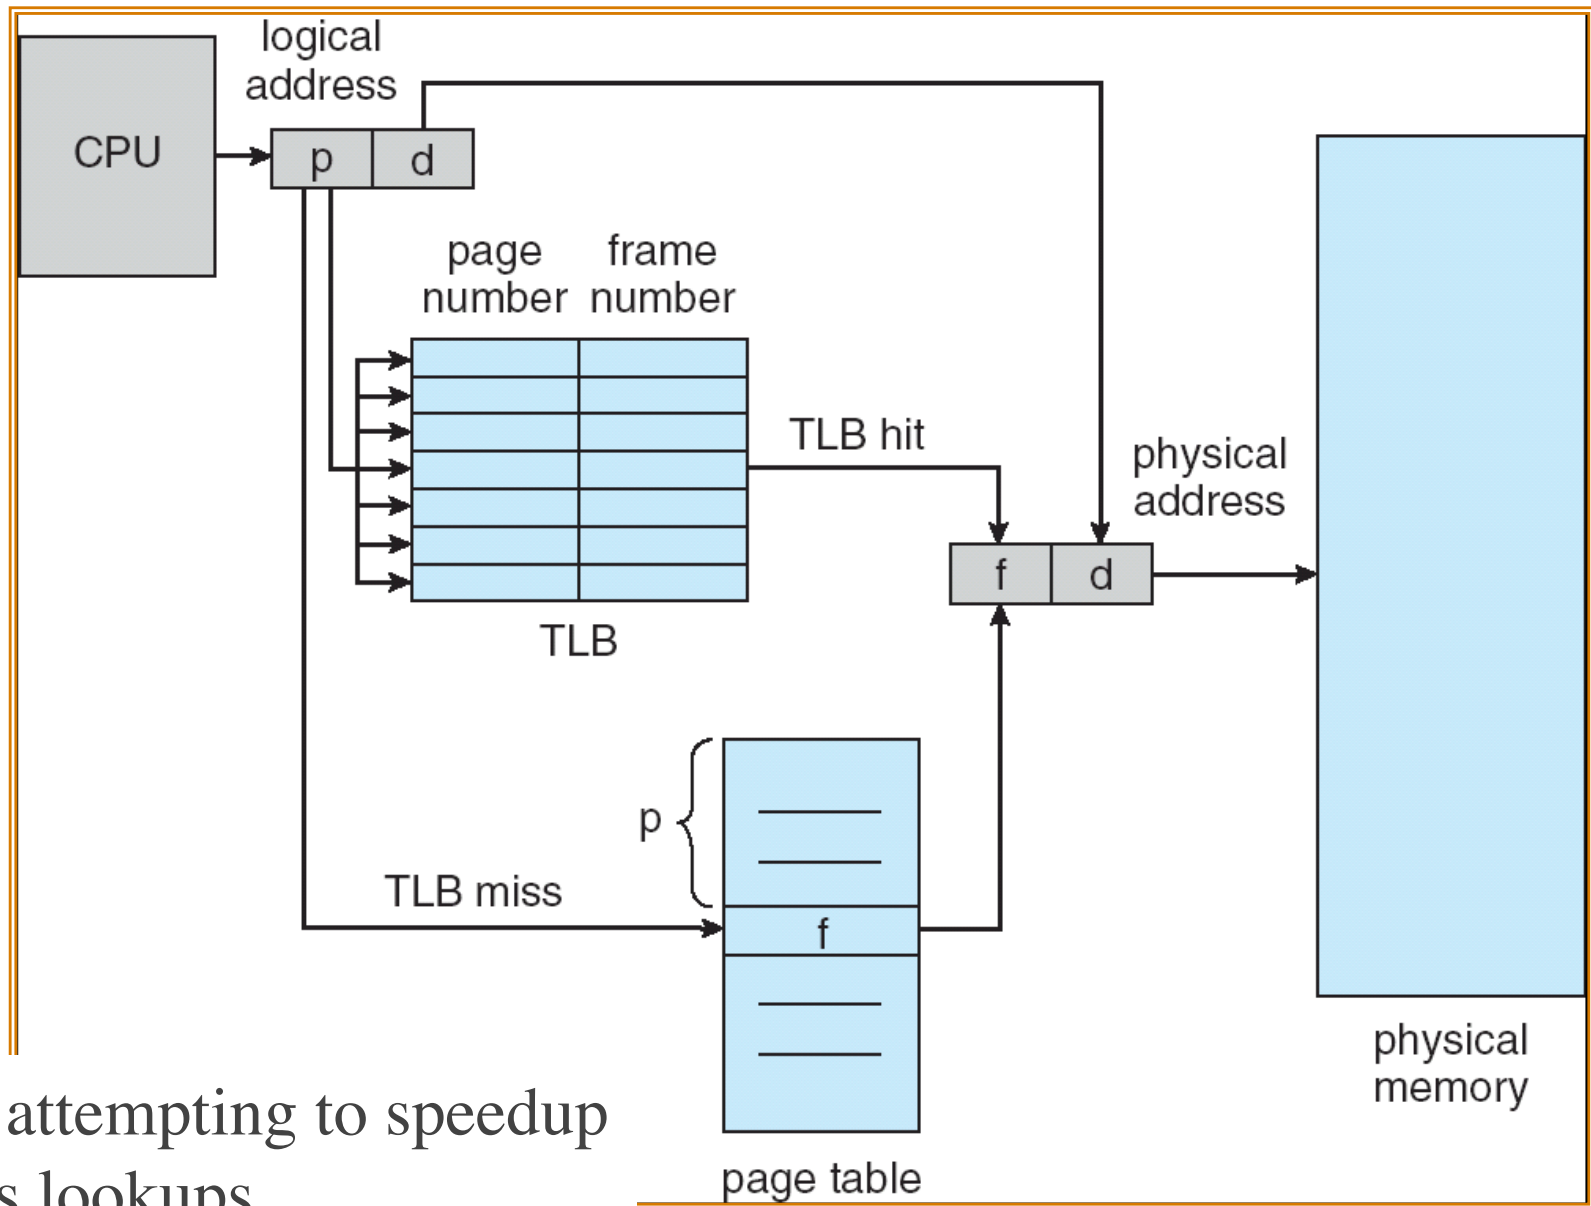 logical
address
CPU
p
d
page
number
frame
number
TLB hit
physical
address
f
d
TLB
p
TLB miss
f
physical
memory
attempting to speedup
s lookups
page table